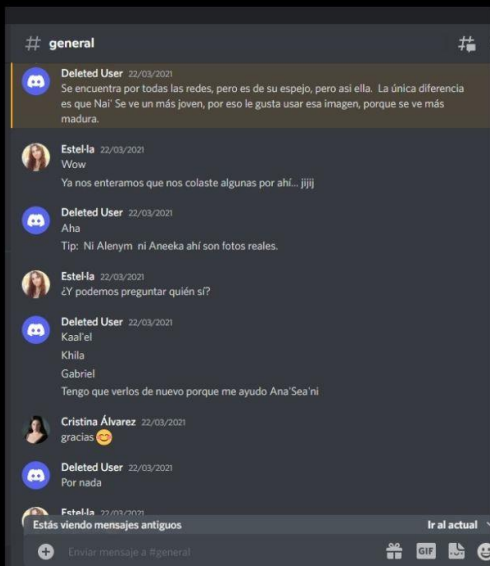 # general
Deleted User 22/03/2021
Se encuentra por todas las redes, pero es de su espejo, pero asi ella. La única diferencia
es que Nai' Se ve un más joven, por eso le gusta usar esa imagen, porque se ve más
madura.
Estel·la 22/03/2021
Wow
Ya nos enteramos que nos colaste algunas por ahí... jijij
Deleted User 22/03/2021
Aha
Tip: Ni Alenym ni Aneeka ahí son fotos reales.
Estel·la 22/03/2021
¿Y podemos preguntar quién sí?
Deleted User 22/03/2021
Kaal'el
Khila
Gabriel
Tengo que verlos de nuevo porque me ayudo Ana'Sea'ni
Cristina Álvarez 22/03/2021
gracias 😊
Deleted User 22/03/2021
Por nada
Estel·la 22/03/2021
Estás viendo mensajes antiguos Ir al actual
Enviar mensaje a #general GIF